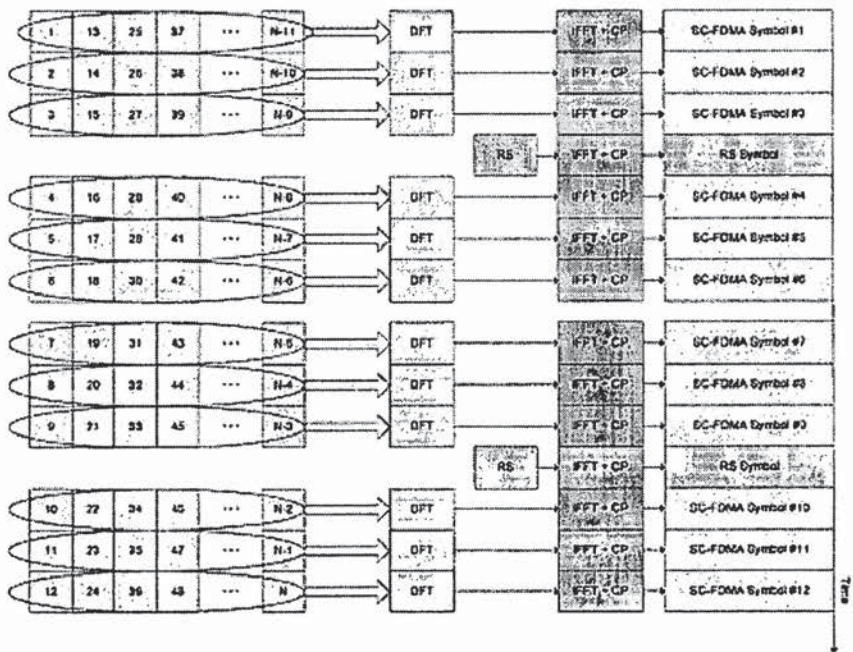 1 13 25 37 ... N-11 DFT IFFT + CP SC-FDMA Symbol #1
2 14 26 38 ... N-10 DFT IFFT + CP SC-FDMA Symbol #2
3 15 27 39 ... N-9 DFT IFFT + CP SC-FDMA Symbol #3
RS IFFT + CP RS Symbol
4 16 28 40 ... N-8 DFT IFFT + CP SC-FDMA Symbol #4
5 17 29 41 ... N-7 DFT IFFT + CP SC-FDMA Symbol #5
6 18 30 42 ... N-6 DFT IFFT + CP SC-FDMA Symbol #6
7 19 31 43 ... N-5 DFT IFFT + CP SC-FDMA Symbol #7
8 20 32 44 ... N-4 DFT IFFT + CP SC-FDMA Symbol #8
9 21 33 45 ... N-3 DFT IFFT + CP SC-FDMA Symbol #9
RS IFFT + CP RS Symbol
10 22 34 46 ... N-2 DFT IFFT + CP SC-FDMA Symbol #10
11 23 35 47 ... N-1 DFT IFFT + CP SC-FDMA Symbol #11
12 24 36 48 ... N DFT IFFT + CP SC-FDMA Symbol #12
Time